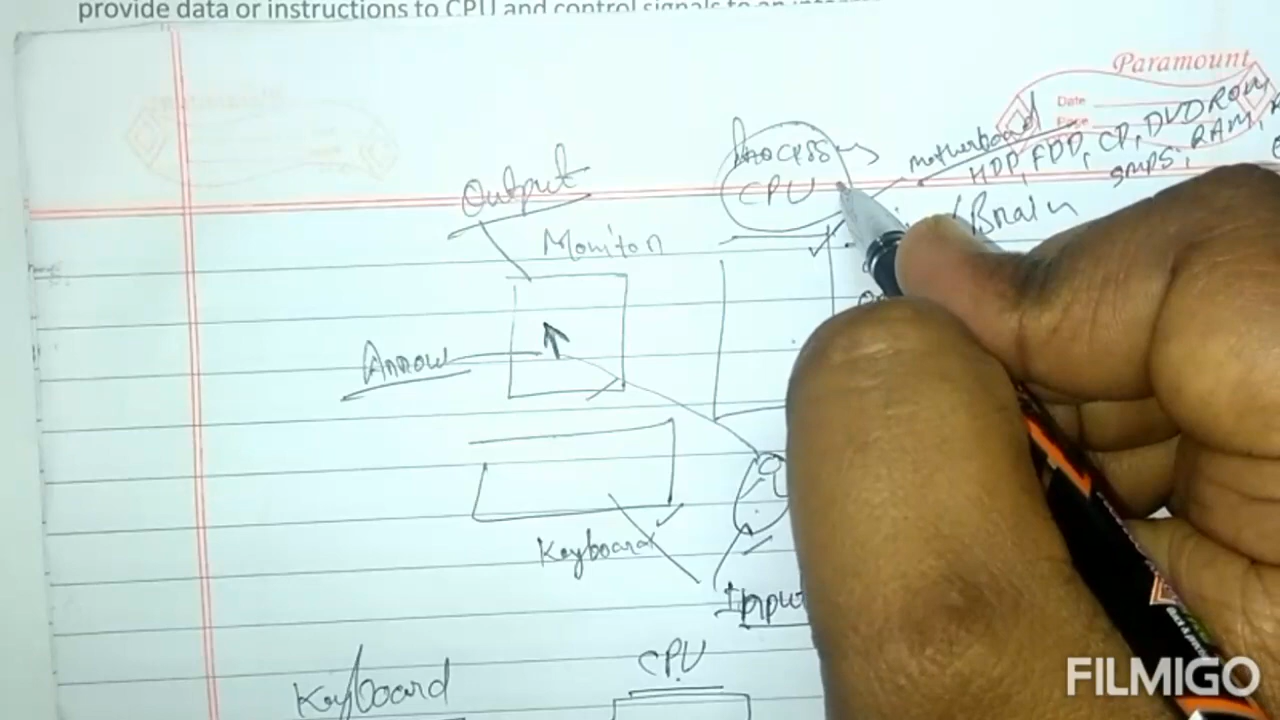 provide data or instructions to CPU and control signals to an
Paramount
Date
Page
motherboard
HDD, FDD, CD, DVD ROM
SMPS, RAM,
Process
CPU
Brain
Output
Monitor
Arrow
Keyboard
Input
Keyboard
CPU
FILMIGO